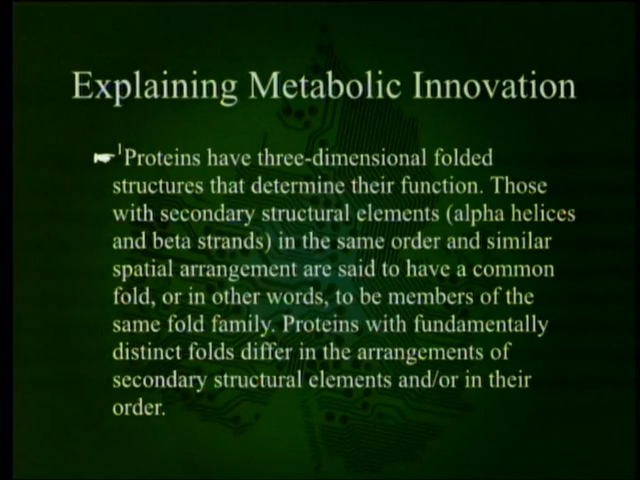 Explaining Metabolic Innovation
☛¹Proteins have three-dimensional folded
structures that determine their function. Those
with secondary structural elements (alpha helices
and beta strands) in the same order and similar
spatial arrangement are said to have a common
fold, or in other words, to be members of the
same fold family. Proteins with fundamentally
distinct folds differ in the arrangements of
secondary structural elements and/or in their
order.